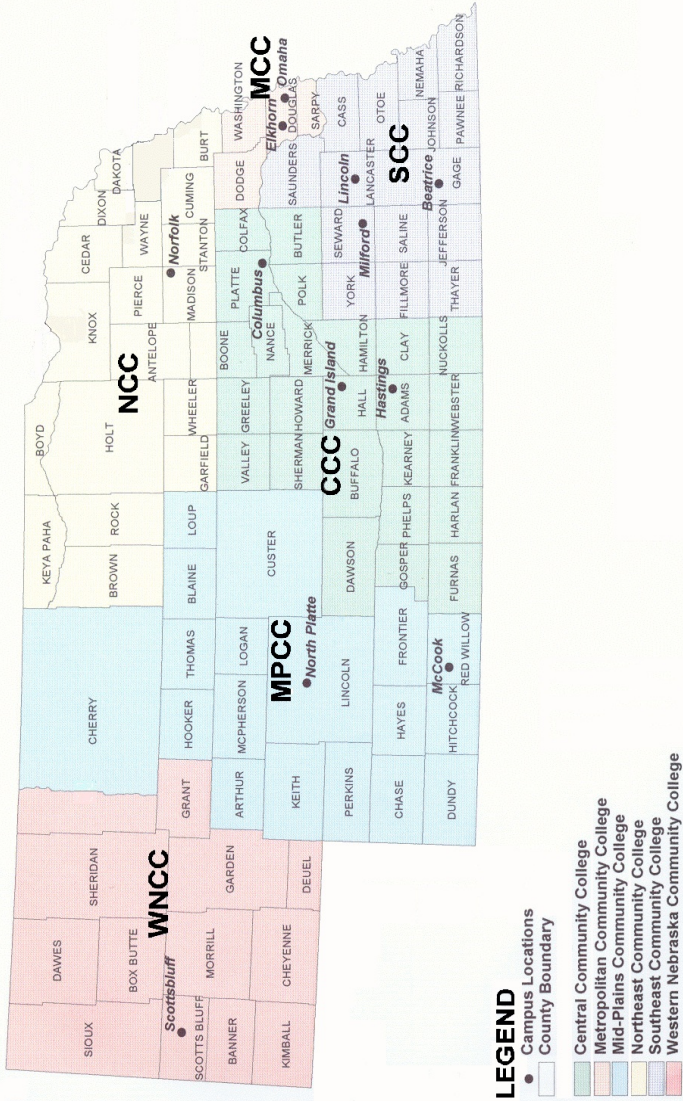 SIOUX
DAWES
SHERIDAN
CHERRY
KEYA PAHA
BOYD
BROWN
ROCK
HOLT
KNOX
CEDAR
DIXON
DAKOTA
BOX BUTTE
WNCC
NCC
ANTELOPE
PIERCE
WAYNE
Scottsbluff
SCOTTS BLUFF
MORRILL
GRANT
HOOKER
THOMAS
BLAINE
LOUP
GARFIELD
WHEELER
MADISON
Norfolk
STANTON
CUMING
BURT
BANNER
GARDEN
ARTHUR
MCPHERSON
LOGAN
CUSTER
VALLEY
GREELEY
BOONE
PLATTE
COLFAX
DODGE
WASHINGTON
MCC
KIMBALL
CHEYENNE
DEUEL
KEITH
MPCC
North Platte
SHERMAN
HOWARD
NANCE
Columbus
MERRICK
POLK
BUTLER
SAUNDERS
Elkhorn
Omaha
DOUGLAS
SARPY
PERKINS
LINCOLN
DAWSON
CCC
BUFFALO
Grand Island
HALL
HAMILTON
YORK
SEWARD
Milford
Lincoln
LANCASTER
CASS
OTOE
CHASE
HAYES
FRONTIER
GOSPER
PHELPS
KEARNEY
Hastings
ADAMS
CLAY
FILLMORE
SALINE
SCC
DUNDY
HITCHCOCK
McCook
RED WILLOW
FURNAS
HARLAN
FRANKLIN
WEBSTER
NUCKOLLS
THAYER
JEFFERSON
Beatrice
GAGE
JOHNSON
NEMAHA
PAWNEE
RICHARDSON
LEGEND
Campus Locations
County Boundary
Central Community College
Metropolitan Community College
Mid-Plains Community College
Northeast Community College
Southeast Community College
Western Nebraska Community College